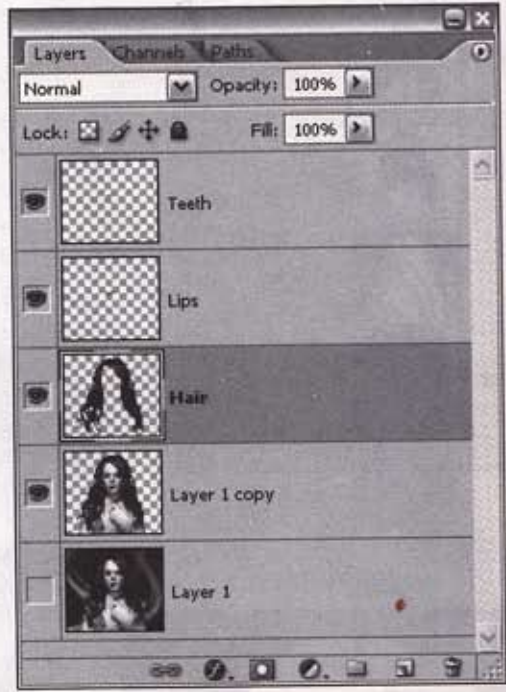 Layers Channels Paths
Normal Opacity: 100%
Lock: Fill: 100%
Teeth
Lips
Hair
Layer 1 copy
Layer 1